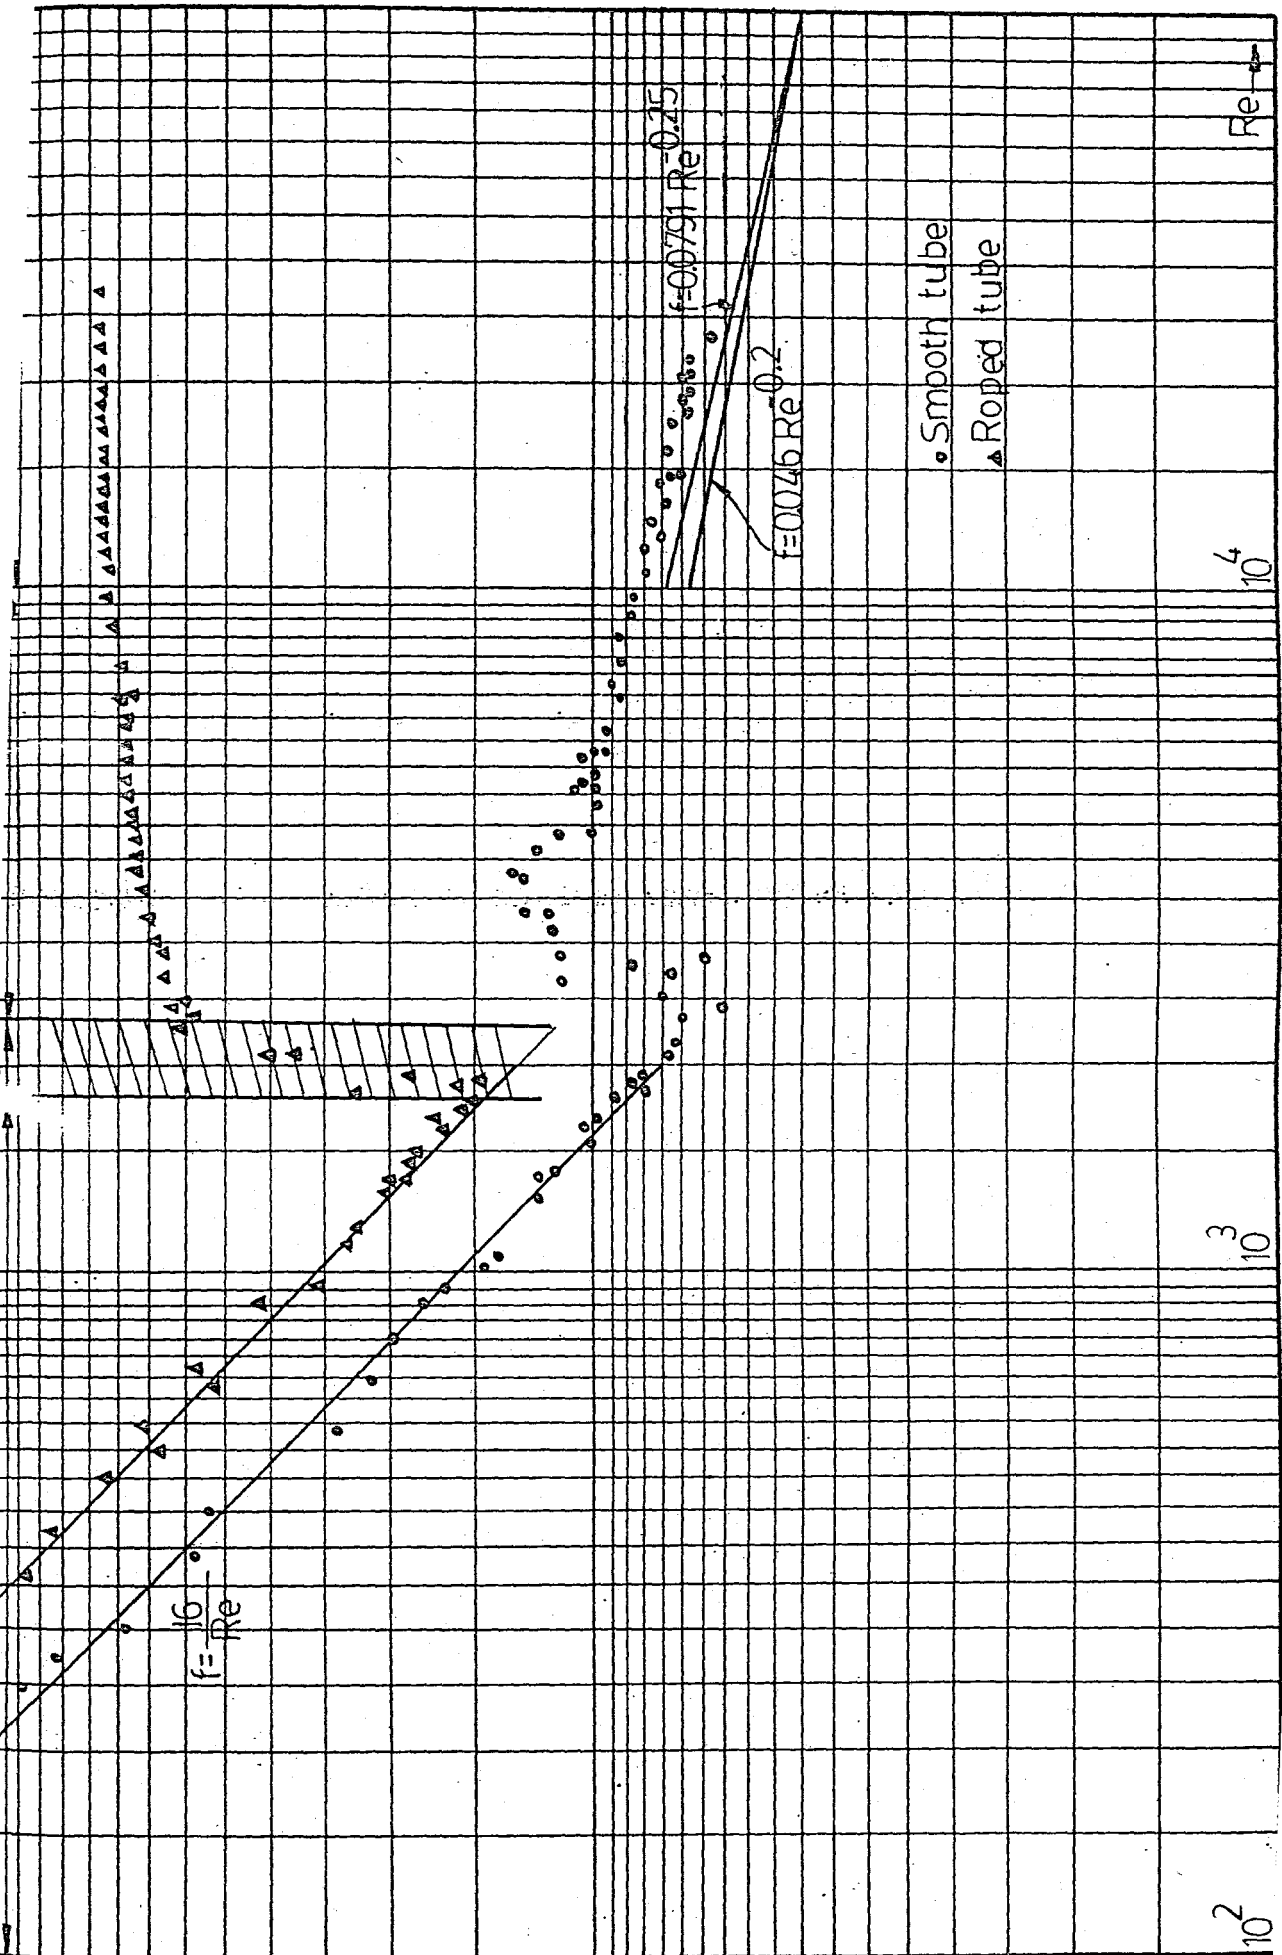 f=0.0791 Re^-0.25
f=0.046 Re^-0.2
f= 16/Re
∘ Smooth tube
▵ Roped tube
10^2
10^3
10^4
Re